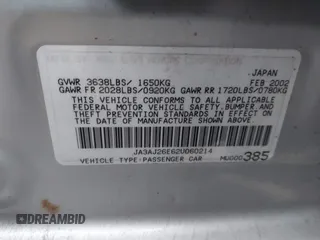 JAPAN
GVWR 3638LBS/ 1650KG FEB 2002
GAWR FR 2028LBS/0920KG GAWR RR 1720LBS/0780KG
THIS VEHICLE CONFORMS TO ALL APPLICABLE
FEDERAL MOTOR VEHICLE SAFETY,BUMPER AND
THEFT PREVENTION STANDARDS IN EFFECT ON
THE DATE OF MANUFACTURE SHOWN ABOVE.
JA3AJ26E62U060214
VEHICLE TYPE:PASSENGER CAR MU000385
DREAMBID